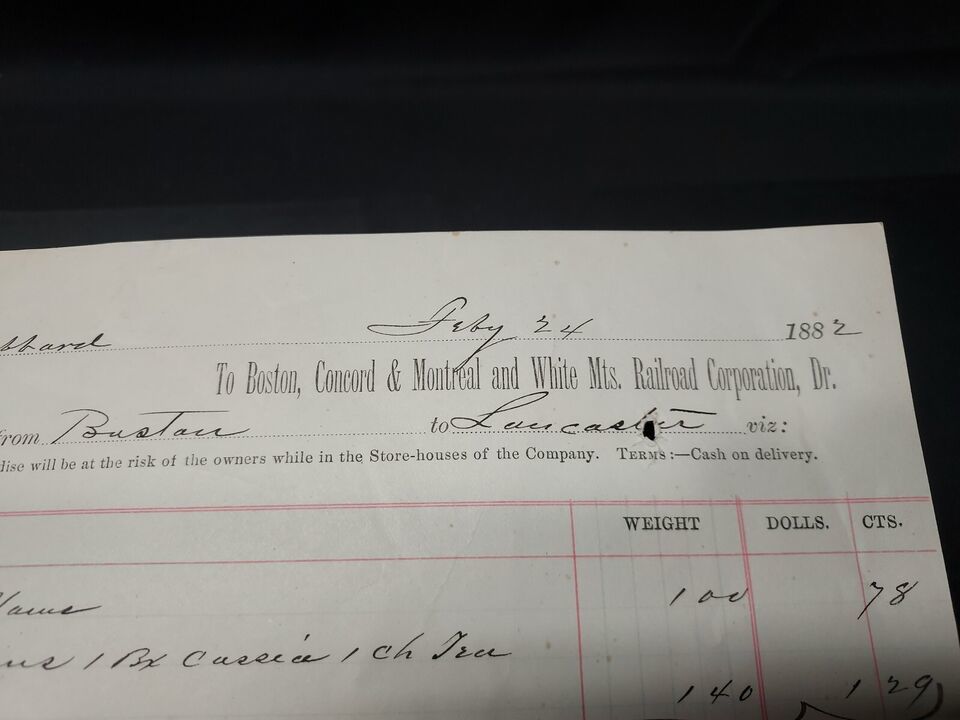 Feby 24 1882
To Boston, Concord & Montreal and White Mts. Railroad Corporation, Dr.
from Boston to Lancaster viz:
dise will be at the risk of the owners while in the Store-houses of the Company. TERMS:—Cash on delivery.
WEIGHT DOLLS. CTS.
100 78
1 Bx Cassia 1 ch Tea
140 1 29